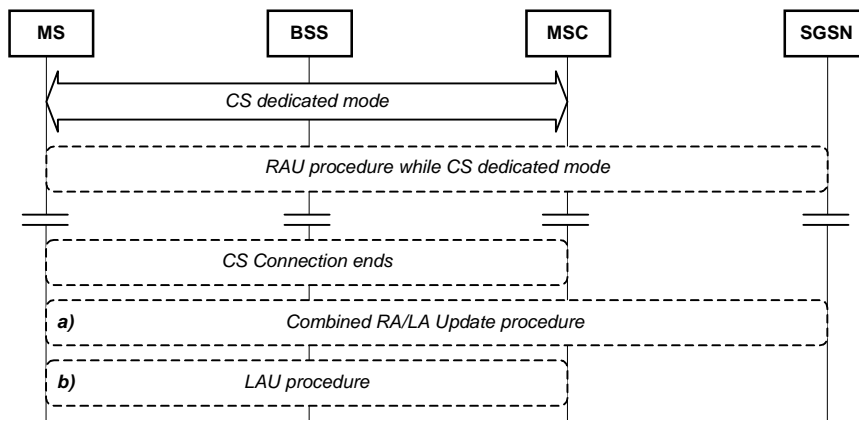 MS BSS MSC SGSN
CS dedicated mode
RAU procedure while CS dedicated mode
CS Connection ends
a) Combined RA/LA Update procedure
b) LAU procedure